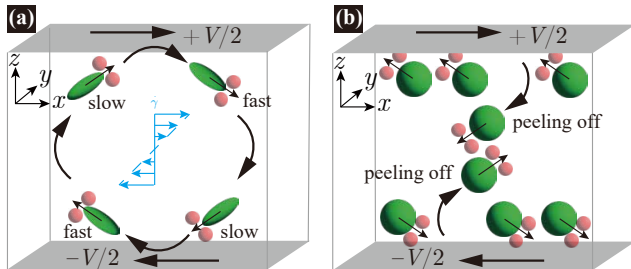 (a)
+V/2
z
y
x
slow
fast
γ̇
fast
slow
−V/2
(b)
+V/2
z
y
x
peeling off
peeling off
−V/2